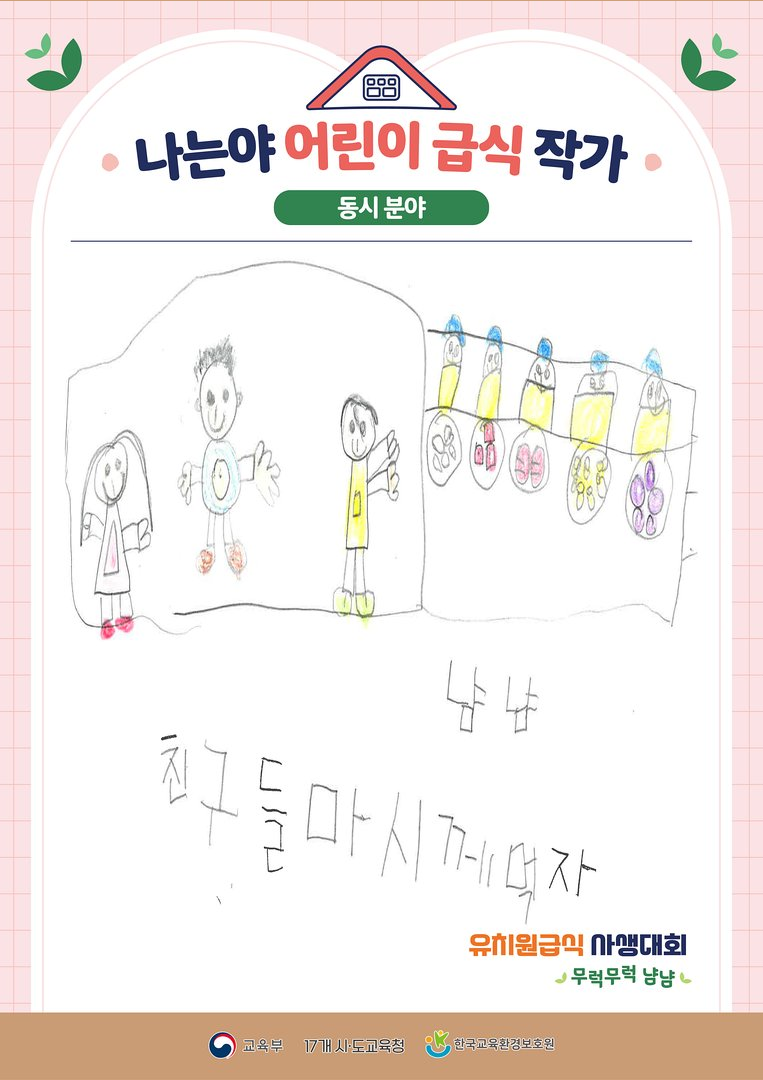 나는야 어린이 급식 작가
동시 분야
냠냠
친구들마시께먹자
유치원급식 사생대회
무럭무럭 냠냠
교육부 17개 시·도교육청 한국교육환경보호원